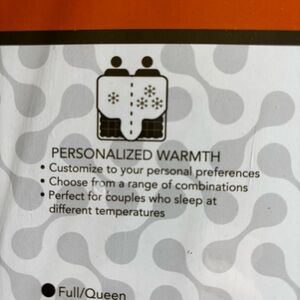 PERSONALIZED WARMTH
• Customize to your personal preferences
• Choose from a range of combinations
• Perfect for couples who sleep at
different temperatures
Full/Queen